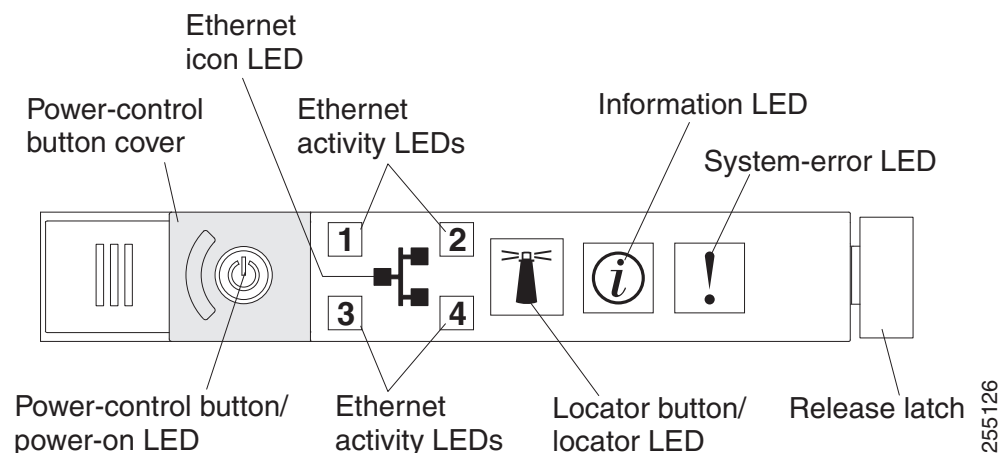 Ethernet
icon LED
Power-control
button cover
Ethernet
activity LEDs
Information LED
System-error LED
1
2
3
4
i
!
Power-control button/
power-on LED
Ethernet
activity LEDs
Locator button/
locator LED
Release latch
255126